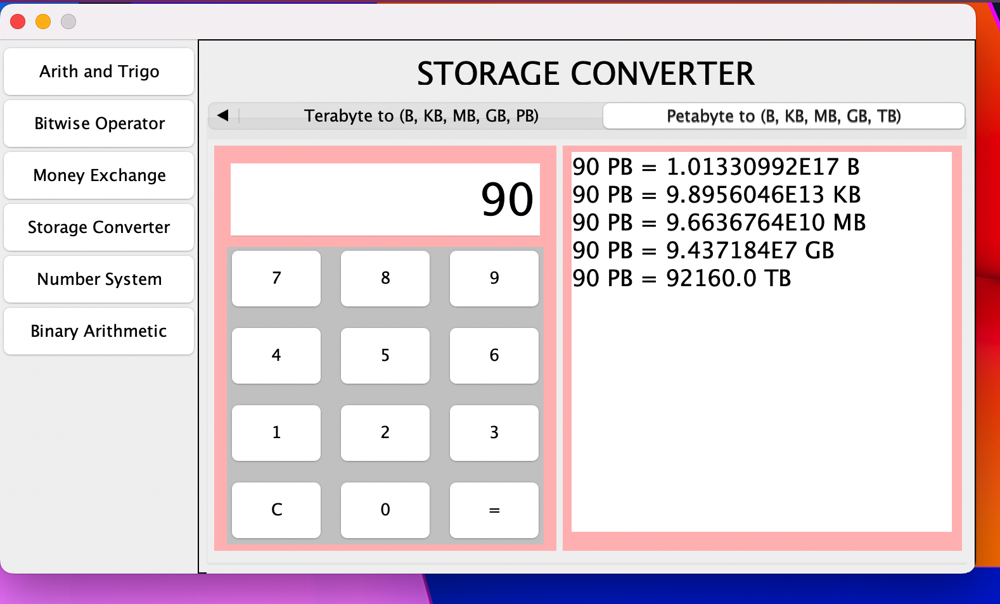 STORAGE CONVERTER
Arith and Trigo
Bitwise Operator
Money Exchange
Storage Converter
Number System
Binary Arithmetic
Terabyte to (B, KB, MB, GB, PB)
Petabyte to (B, KB, MB, GB, TB)
90
7 8 9
4 5 6
1 2 3
C 0 =
90 PB = 1.01330992E17 B
90 PB = 9.8956046E13 KB
90 PB = 9.6636764E10 MB
90 PB = 9.437184E7 GB
90 PB = 92160.0 TB